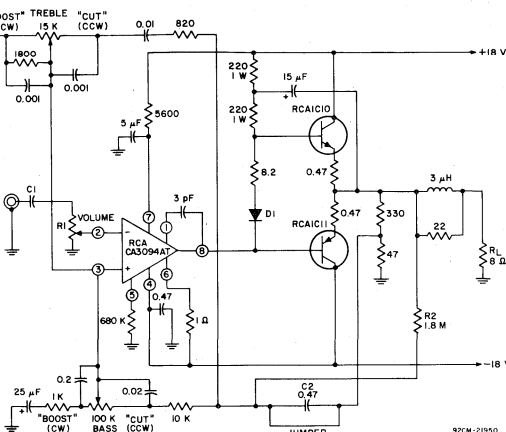 OOST" TREBLE "CUT"
(CW) 15 K (CCW)
0.01
820
1800
0.001
0.001
+18 V
220
1 W
15 µF
+
220
1 W
RCA1C10
5600
5 µF
8.2
0.47
3 µH
C1
VOLUME
R1
7
1
3 pF
D1
0.47
330
22
2
−
RCA
CA3094AT
8
RCA1C11
47
RL
8 Ω
3
+
6
5
4
0.47
680 K
1 Ω
R2
1.8 M
−18 V
0.2
0.02
25 µF
+
1K
"BOOST"
(CW)
100 K
BASS
"CUT"
(CCW)
10 K
C2
0.47
JUMPER
92CM-21950